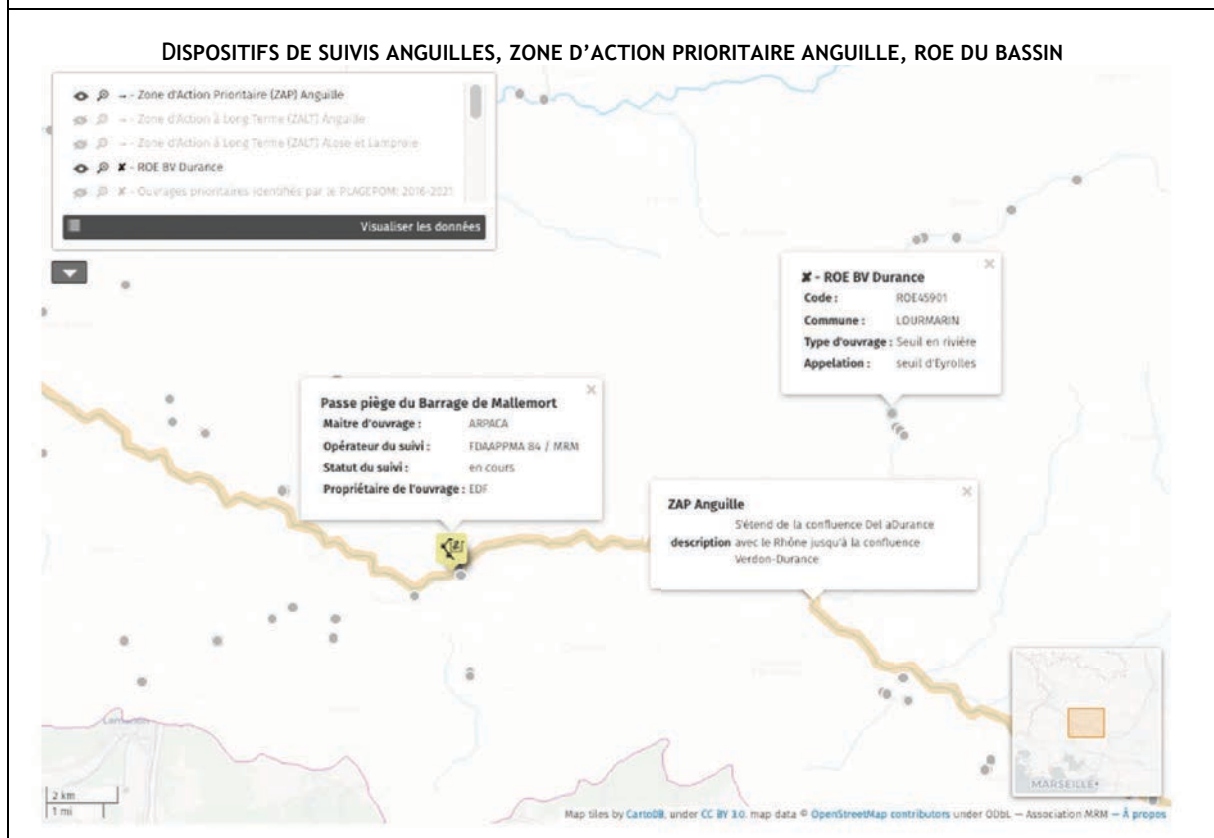 DISPOSITIFS DE SUIVIS ANGUILLES, ZONE D'ACTION PRIORITAIRE ANGUILLE, ROE DU BASSIN
- Zone d'Action Prioritaire (ZAP) Anguille
- Zone d'Action à Long Terme (ZALT) Anguille
- Zone d'Action à Long Terme (ZALT) Alose et Lamproie
✘ - ROE BV Durance
✘ - Ouvrages prioritaires identifiés par le PLAGEPOMI 2016-2021
Visualiser les données
✘ - ROE BV Durance
Code : ROE45901
Commune : LOURMARIN
Type d'ouvrage : Seuil en rivière
Appelation : seuil d'Eyrolles
Passe piège du Barrage de Mallemort
Maitre d'ouvrage : ARPACA
Opérateur du suivi : FDAAPPMA 84 / MRM
Statut du suivi : en cours
Propriétaire de l'ouvrage : EDF
ZAP Anguille
S'étend de la confluence Del aDurance
description avec le Rhône jusqu'à la confluence
Verdon-Durance
Lamanon
MARSEILLE
2 km
1 mi
Map tiles by CartoDB, under CC BY 3.0. map data © OpenStreetMap contributors under ODbL — Association MRM — À propos